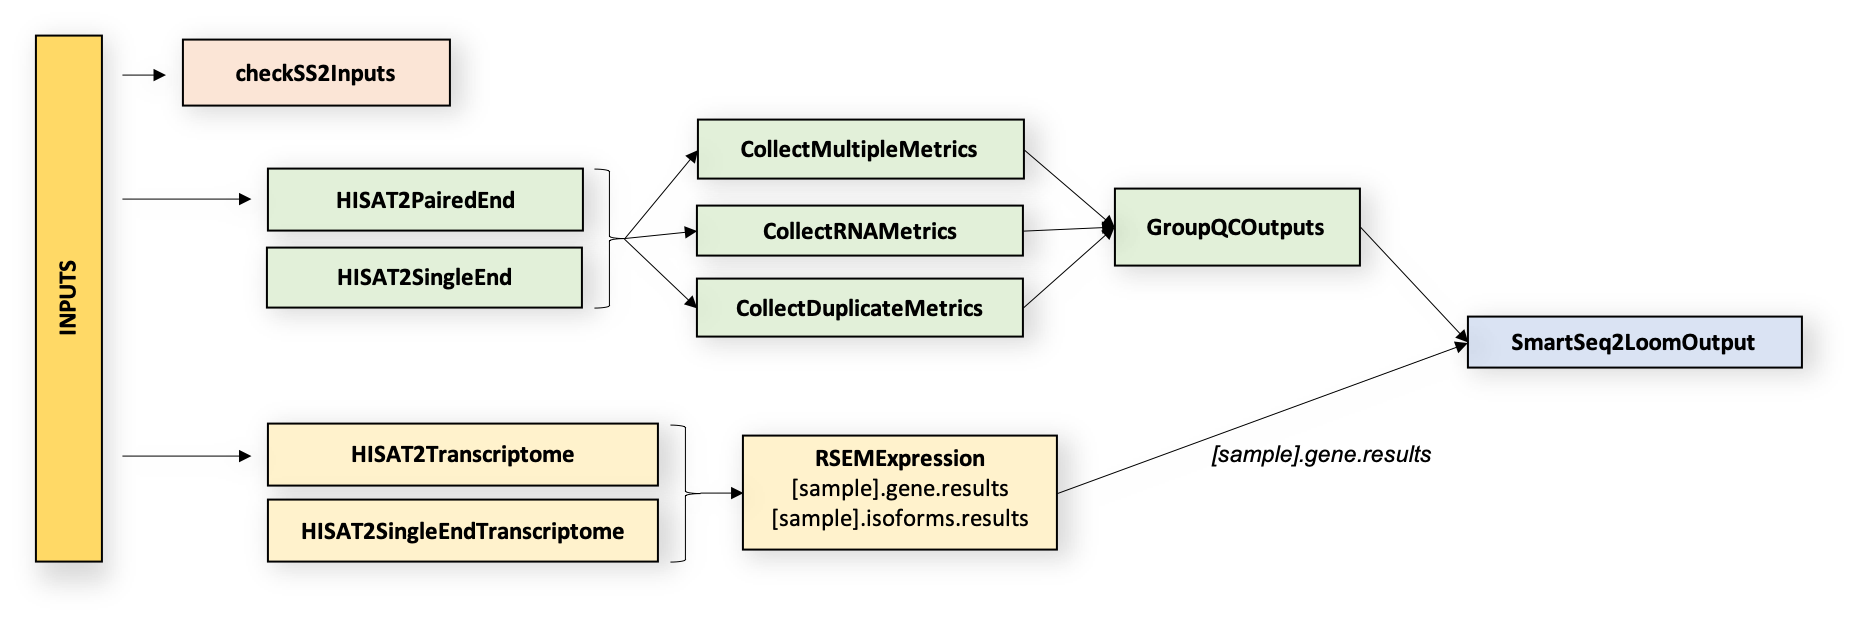 INPUTS
checkSS2Inputs
HISAT2PairedEnd
HISAT2SingleEnd
CollectMultipleMetrics
CollectRNAMetrics
CollectDuplicateMetrics
GroupQCOutputs
SmartSeq2LoomOutput
HISAT2Transcriptome
HISAT2SingleEndTranscriptome
RSEMExpression
[sample].gene.results
[sample].isoforms.results
[sample].gene.results